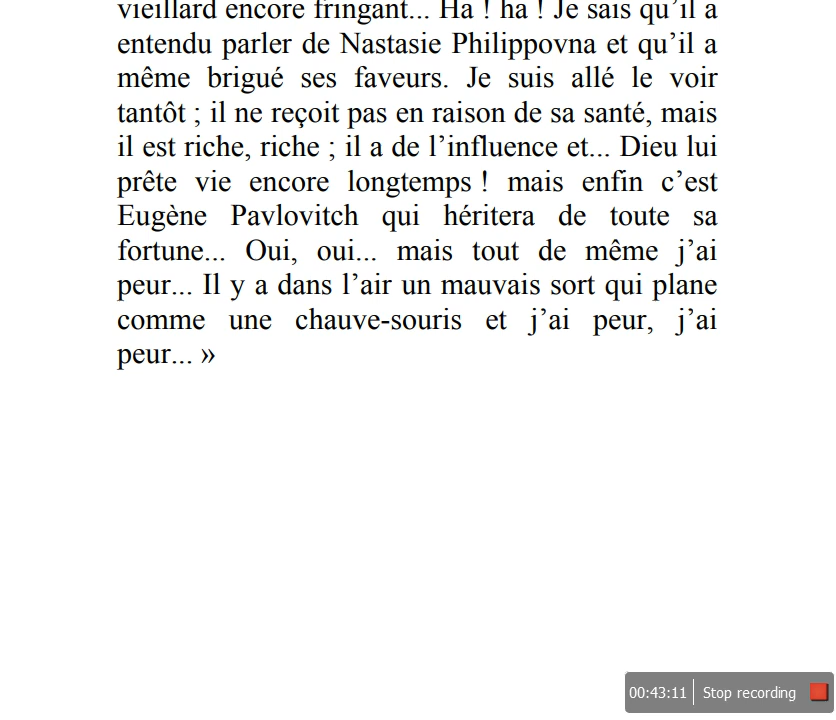 vieillard encore fringant... Ha ! ha ! Je sais qu’il a
entendu parler de Nastasie Philippovna et qu’il a
même brigué ses faveurs. Je suis allé le voir
tantôt ; il ne reçoit pas en raison de sa santé, mais
il est riche, riche ; il a de l’influence et... Dieu lui
prête vie encore longtemps ! mais enfin c’est
Eugène Pavlovitch qui héritera de toute sa
fortune... Oui, oui... mais tout de même j’ai
peur... Il y a dans l’air un mauvais sort qui plane
comme une chauve-souris et j’ai peur, j’ai
peur... »
00:43:11 Stop recording